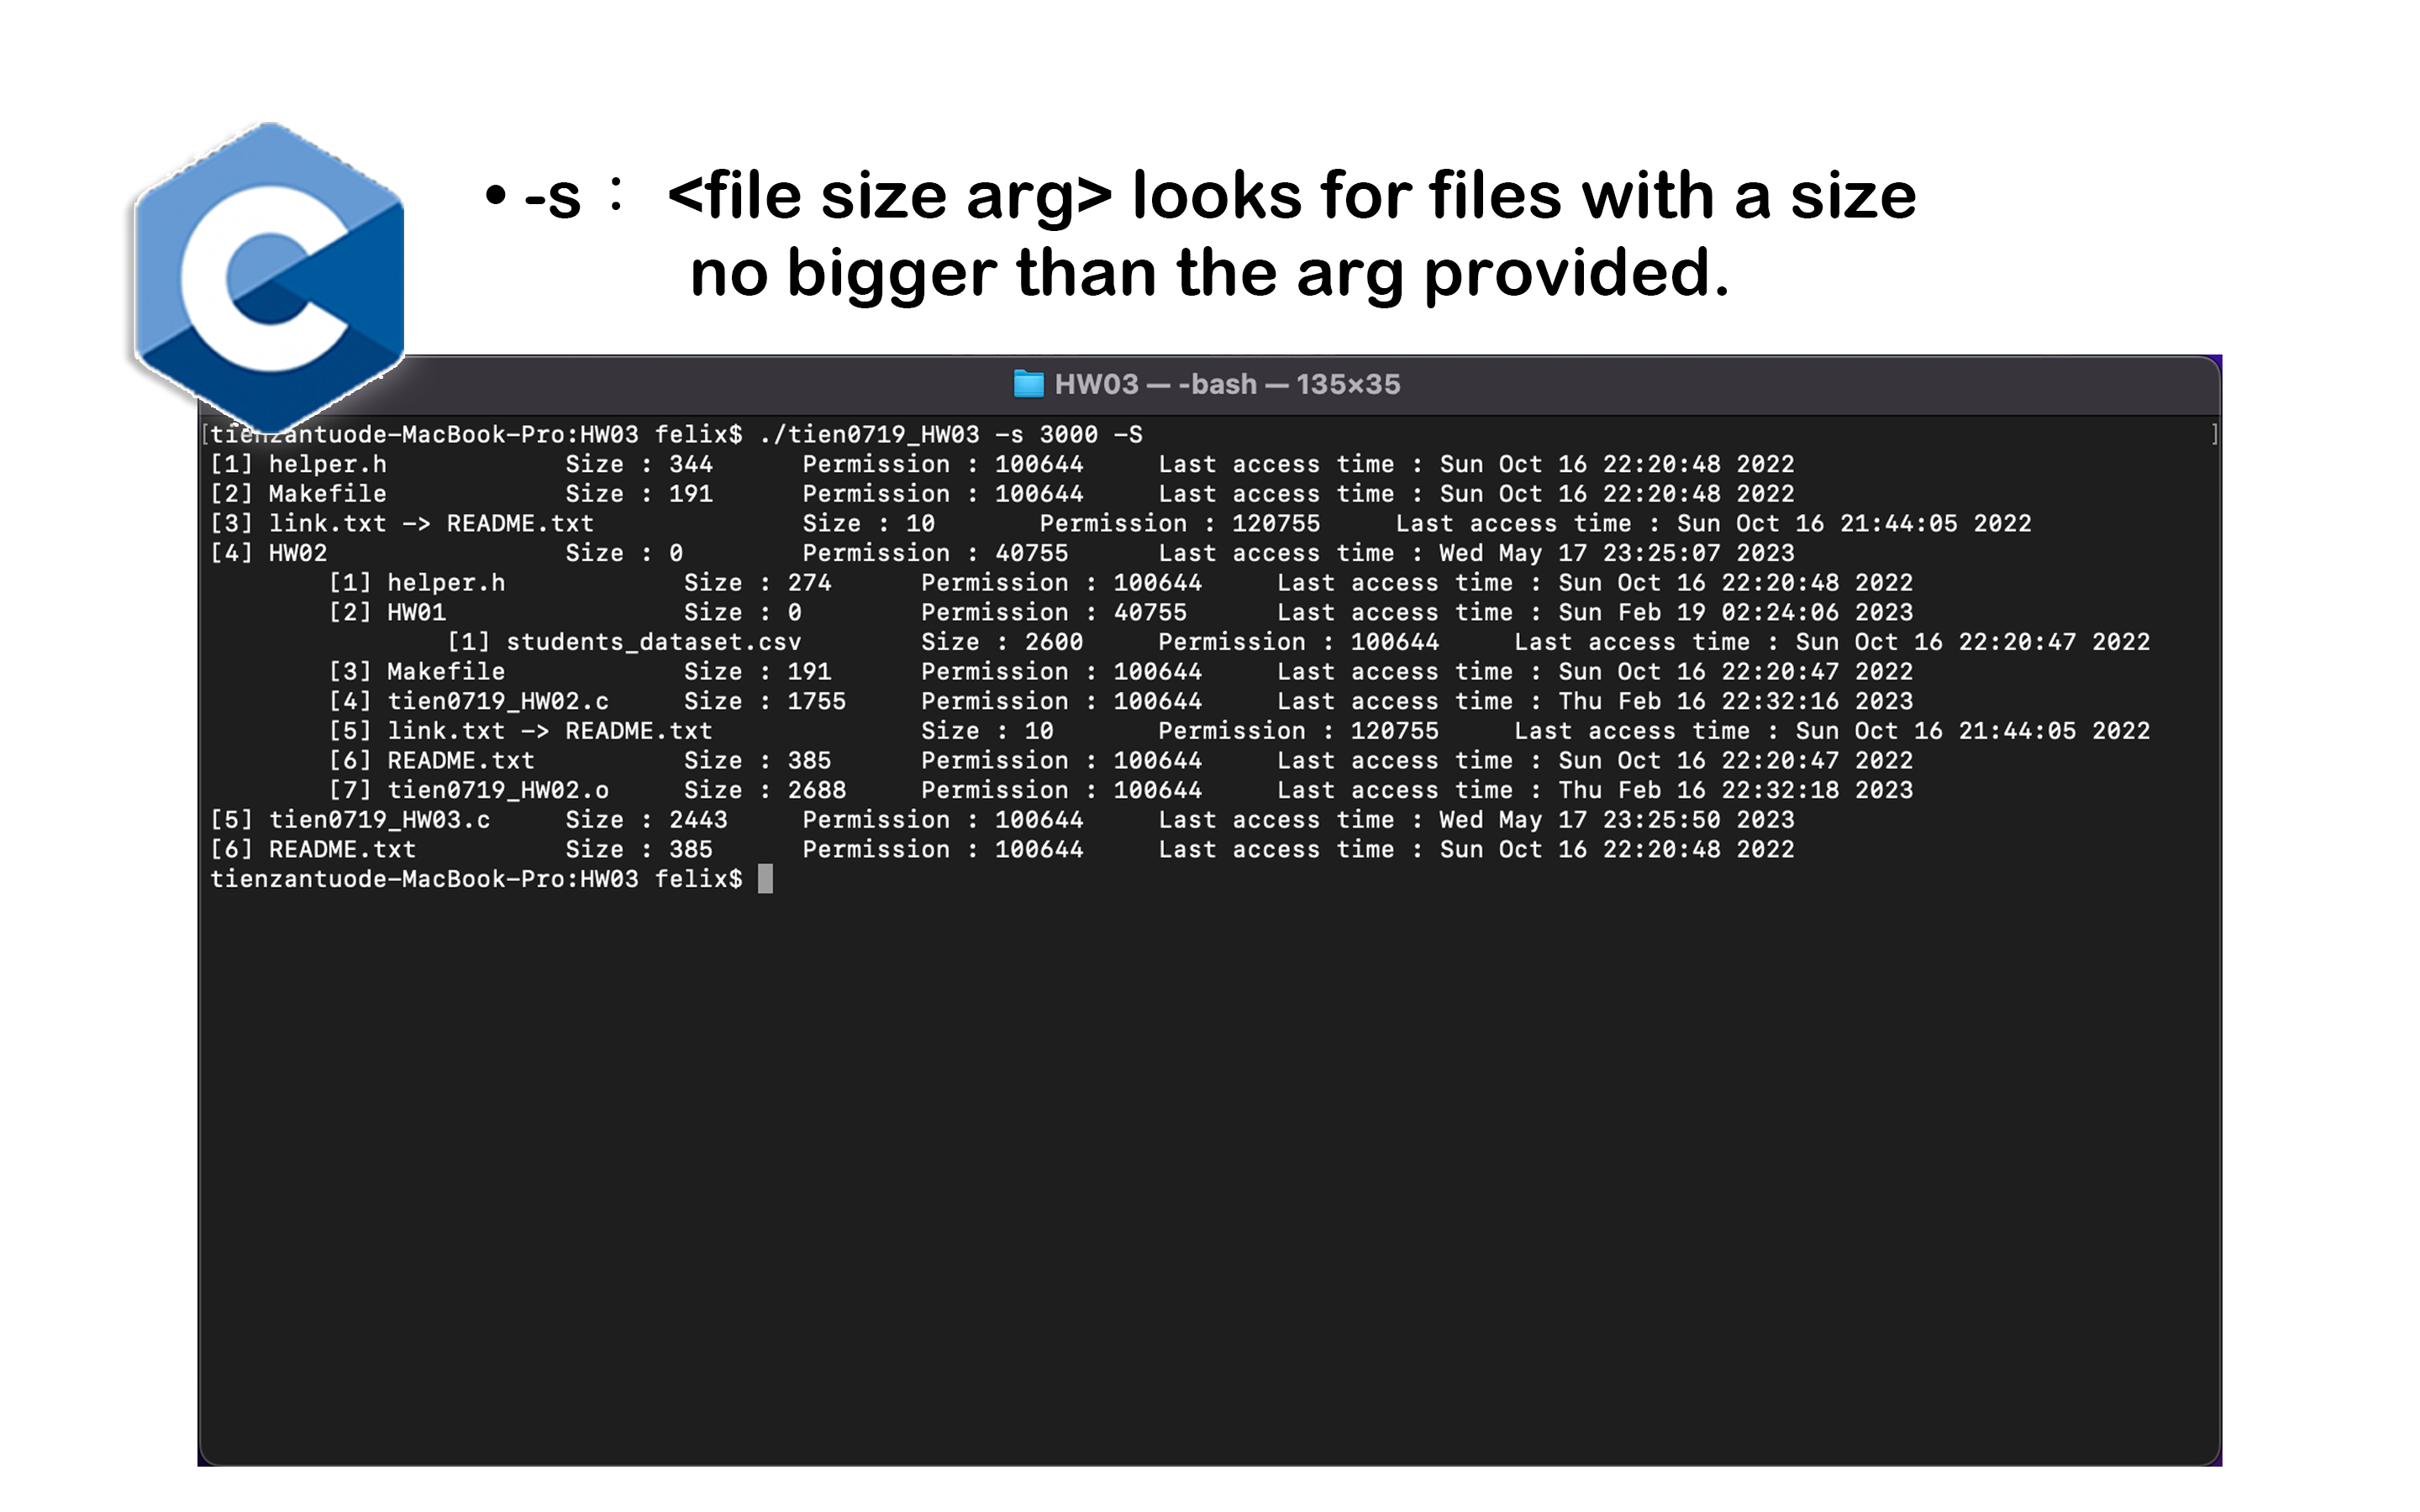 • -s： <file size arg> looks for files with a size
no bigger than the arg provided.
HW03 — -bash — 135×35
[tienzantuode-MacBook-Pro:HW03 felix$ ./tien0719_HW03 -s 3000 -S ]
[1] helper.h Size : 344 Permission : 100644 Last access time : Sun Oct 16 22:20:48 2022
[2] Makefile Size : 191 Permission : 100644 Last access time : Sun Oct 16 22:20:48 2022
[3] link.txt -> README.txt Size : 10 Permission : 120755 Last access time : Sun Oct 16 21:44:05 2022
[4] HW02 Size : 0 Permission : 40755 Last access time : Wed May 17 23:25:07 2023
[1] helper.h Size : 274 Permission : 100644 Last access time : Sun Oct 16 22:20:48 2022
[2] HW01 Size : 0 Permission : 40755 Last access time : Sun Feb 19 02:24:06 2023
[1] students_dataset.csv Size : 2600 Permission : 100644 Last access time : Sun Oct 16 22:20:47 2022
[3] Makefile Size : 191 Permission : 100644 Last access time : Sun Oct 16 22:20:47 2022
[4] tien0719_HW02.c Size : 1755 Permission : 100644 Last access time : Thu Feb 16 22:32:16 2023
[5] link.txt -> README.txt Size : 10 Permission : 120755 Last access time : Sun Oct 16 21:44:05 2022
[6] README.txt Size : 385 Permission : 100644 Last access time : Sun Oct 16 22:20:47 2022
[7] tien0719_HW02.o Size : 2688 Permission : 100644 Last access time : Thu Feb 16 22:32:18 2023
[5] tien0719_HW03.c Size : 2443 Permission : 100644 Last access time : Wed May 17 23:25:50 2023
[6] README.txt Size : 385 Permission : 100644 Last access time : Sun Oct 16 22:20:48 2022
tienzantuode-MacBook-Pro:HW03 felix$